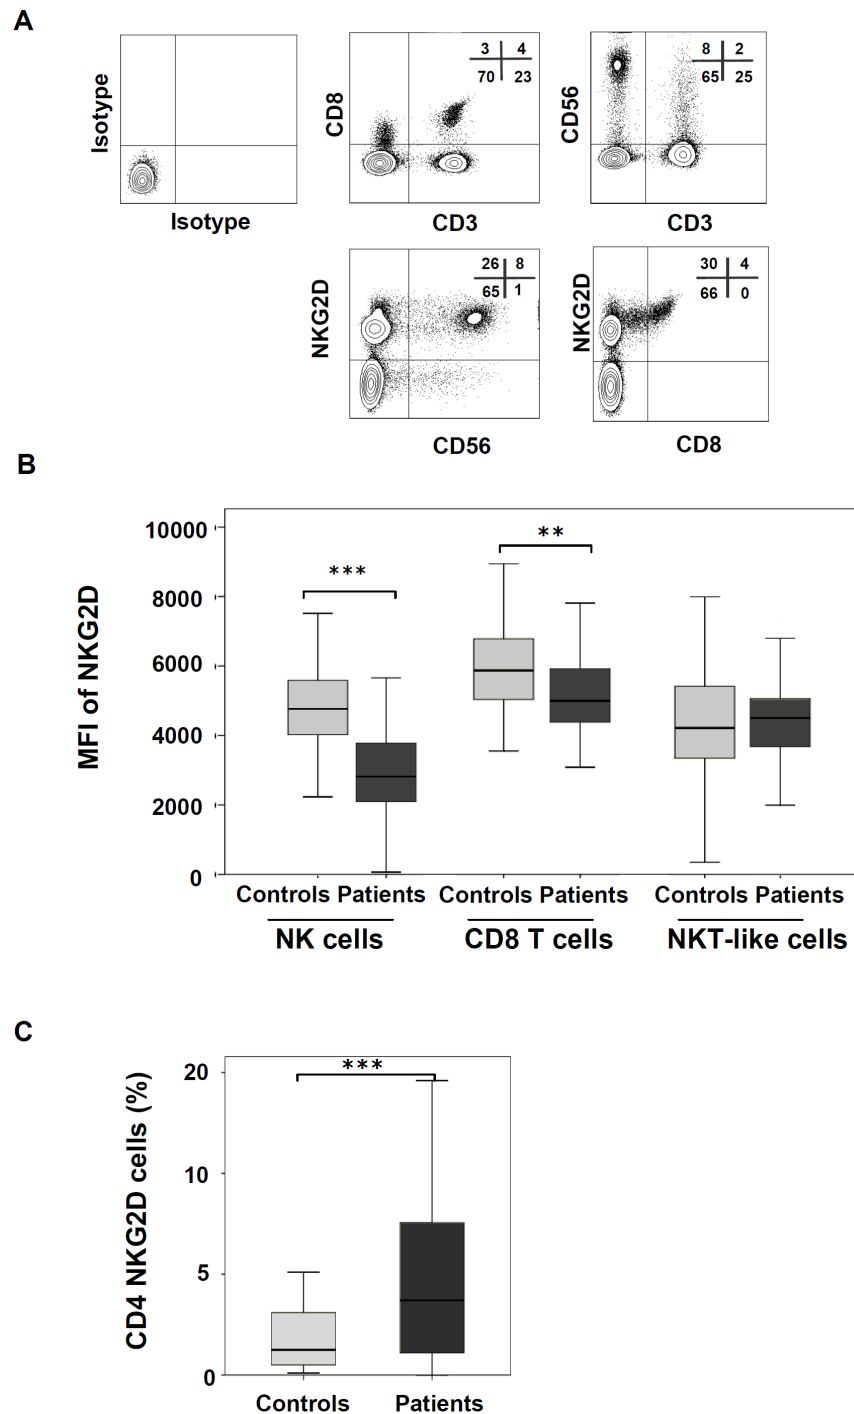 A
Isotype
Isotype
CD8
3 4
70 23
CD3
CD56
8 2
65 25
CD3
NKG2D
26 8
65 1
CD56
NKG2D
30 4
66 0
CD8
B
MFI of NKG2D
10000
8000
6000
4000
2000
0
***
**
Controls Patients
Controls Patients
Controls Patients
NK cells
CD8 T cells
NKT-like cells
C
CD4 NKG2D cells (%)
20
10
5
0
***
Controls
Patients